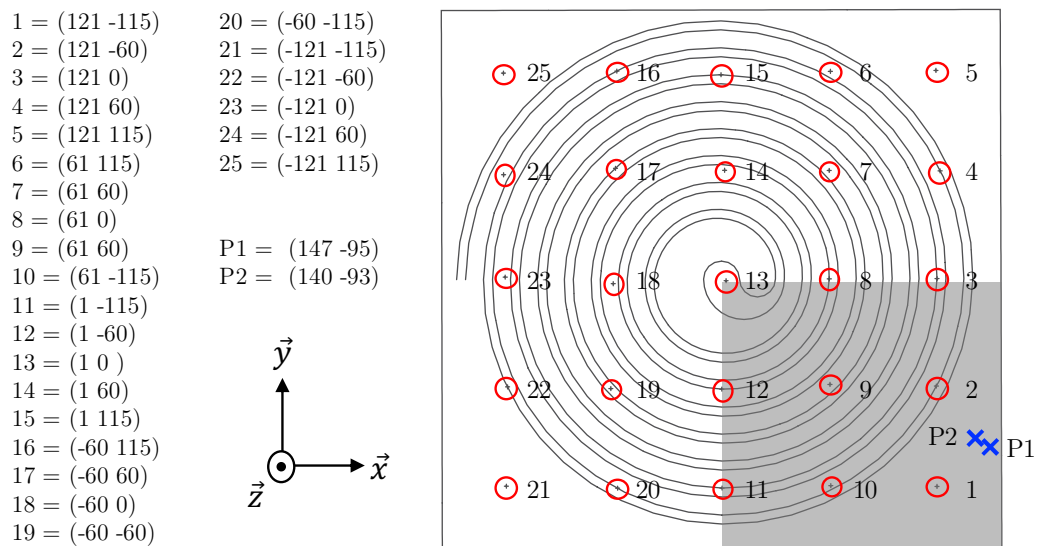 1 = (121 -115)
2 = (121 -60)
3 = (121 0)
4 = (121 60)
5 = (121 115)
6 = (61 115)
7 = (61 60)
8 = (61 0)
9 = (61 60)
10 = (61 -115)
11 = (1 -115)
12 = (1 -60)
13 = (1 0 )
14 = (1 60)
15 = (1 115)
16 = (-60 115)
17 = (-60 60)
18 = (-60 0)
19 = (-60 -60)
20 = (-60 -115)
21 = (-121 -115)
22 = (-121 -60)
23 = (-121 0)
24 = (-121 60)
25 = (-121 115)
P1 = (147 -95)
P2 = (140 -93)
y
x
z
25 16 15 6 5
24 17 14 7 4
23 18 13 8 3
22 19 12 9 2
P2 P1
21 20 11 10 1